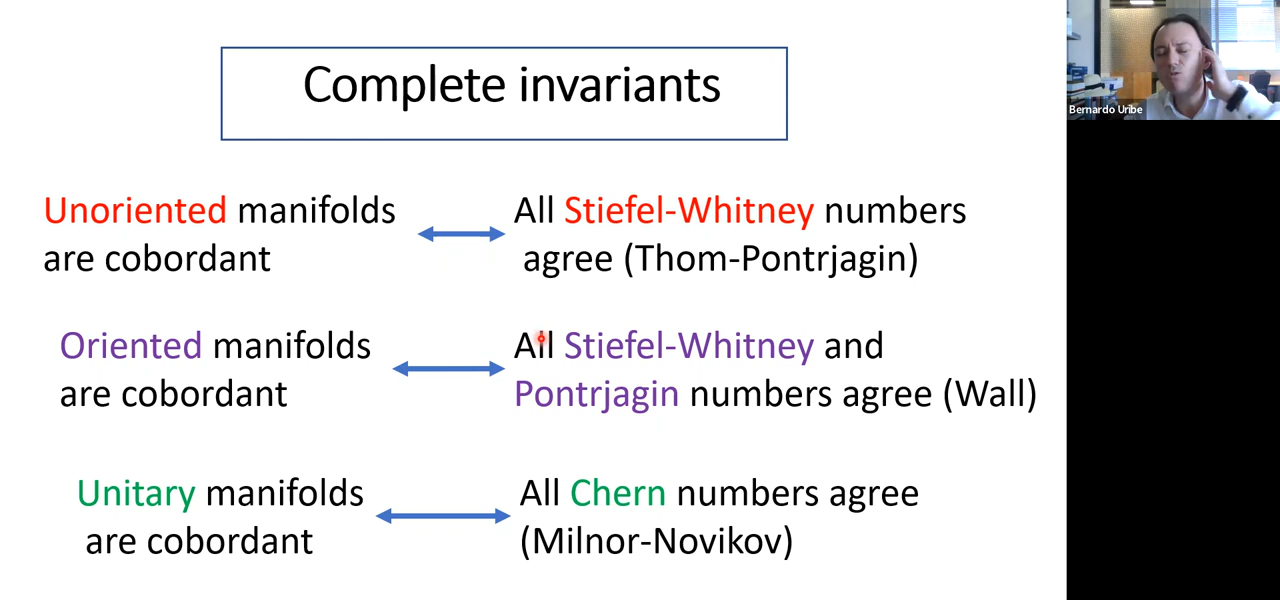 Complete invariants
Bernardo Uribe
Unoriented manifolds
are cobordant
All Stiefel-Whitney numbers
agree (Thom-Pontrjagin)
Oriented manifolds
are cobordant
All Stiefel-Whitney and
Pontrjagin numbers agree (Wall)
Unitary manifolds
are cobordant
All Chern numbers agree
(Milnor-Novikov)